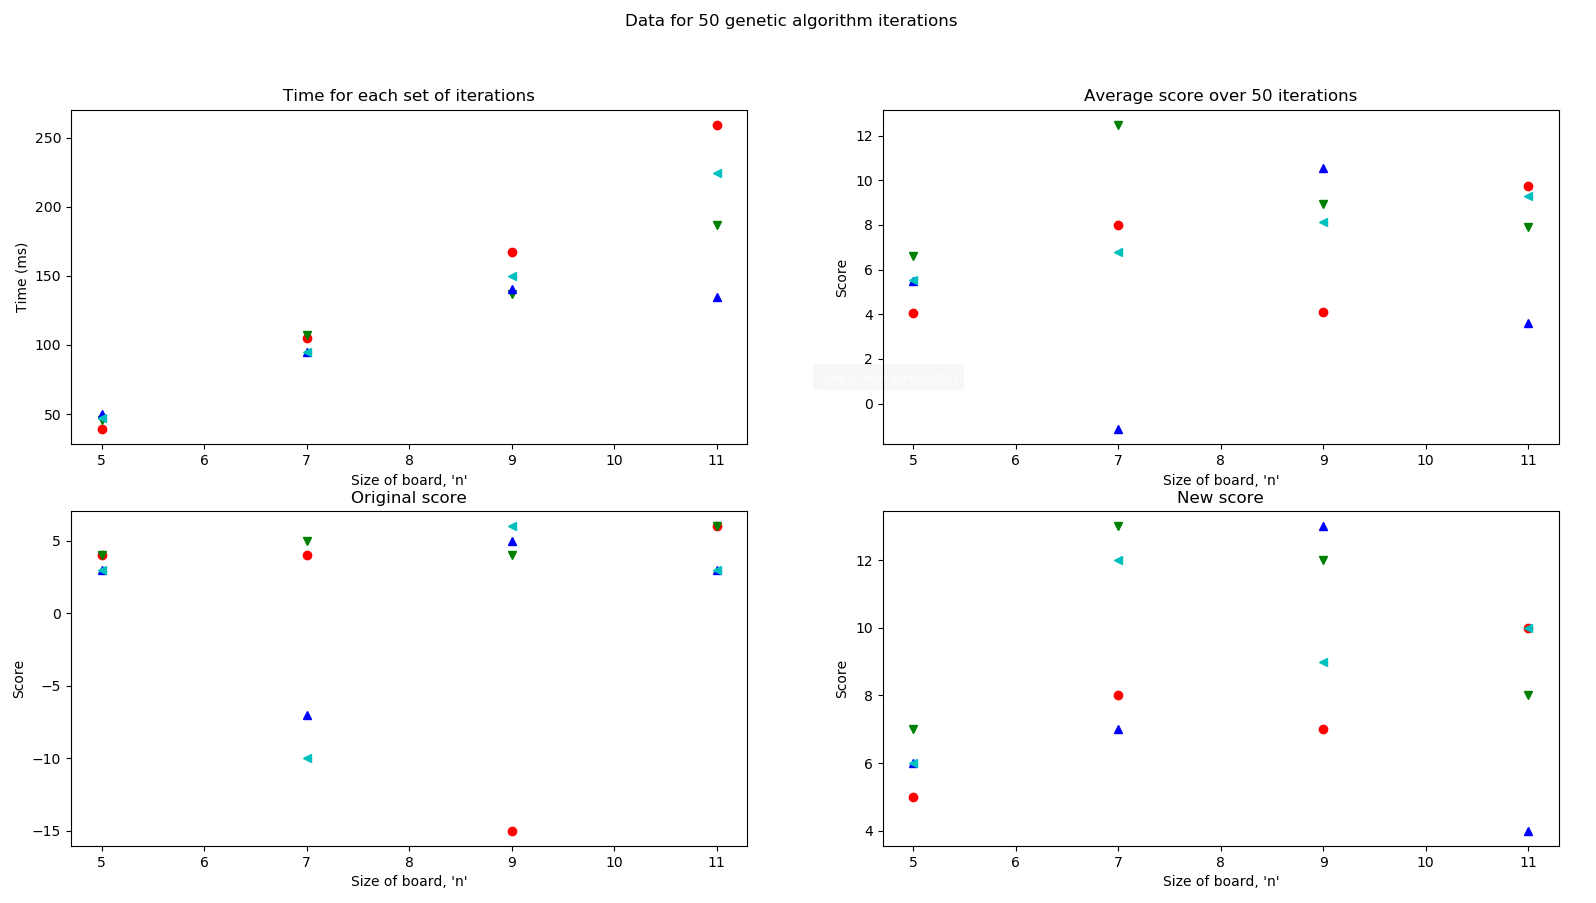 Data for 50 genetic algorithm iterations
Time for each set of iterations
250
200
150
100
50
Time (ms)
5 6 7 8 9 10 11
Size of board, 'n'
Average score over 50 iterations
12
10
8
6
4
2
0
Score
5 6 7 8 9 10 11
Size of board, 'n'
Original score
5
0
−5
−10
−15
Score
5 6 7 8 9 10 11
Size of board, 'n'
New score
12
10
8
6
4
Score
5 6 7 8 9 10 11
Size of board, 'n'